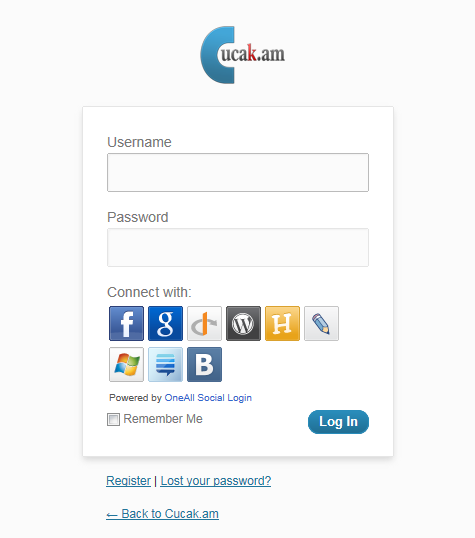 Cucak.am
Username
Password
Connect with:
f g W H
B
Powered by OneAll Social Login
Remember Me
Log In
Register | Lost your password?
← Back to Cucak.am